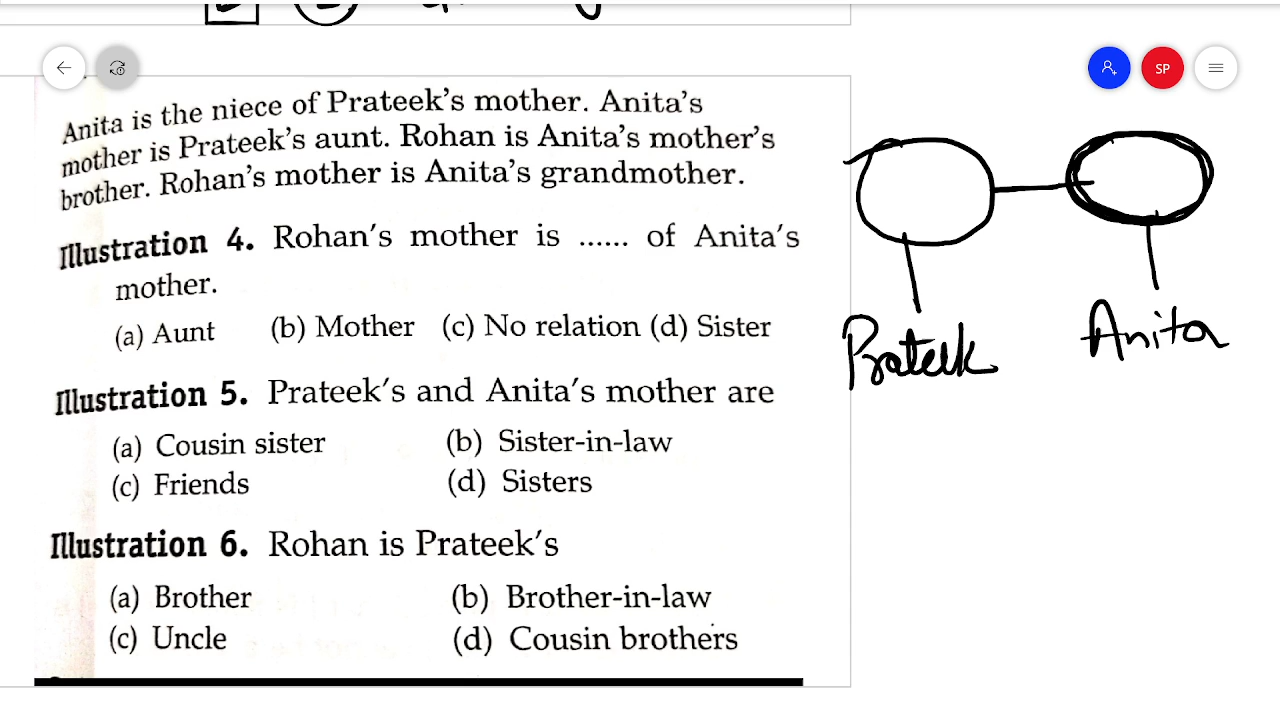 SP
Anita is the niece of Prateek's mother. Anita's
mother is Prateek's aunt. Rohan is Anita's mother's
brother. Rohan's mother is Anita's grandmother.
Illustration 4. Rohan's mother is ...... of Anita's
mother.
(a) Aunt (b) Mother (c) No relation (d) Sister
Illustration 5. Prateek's and Anita's mother are
(a) Cousin sister (b) Sister-in-law
(c) Friends (d) Sisters
Illustration 6. Rohan is Prateek's
(a) Brother (b) Brother-in-law
(c) Uncle (d) Cousin brothers
Prateek
Anita